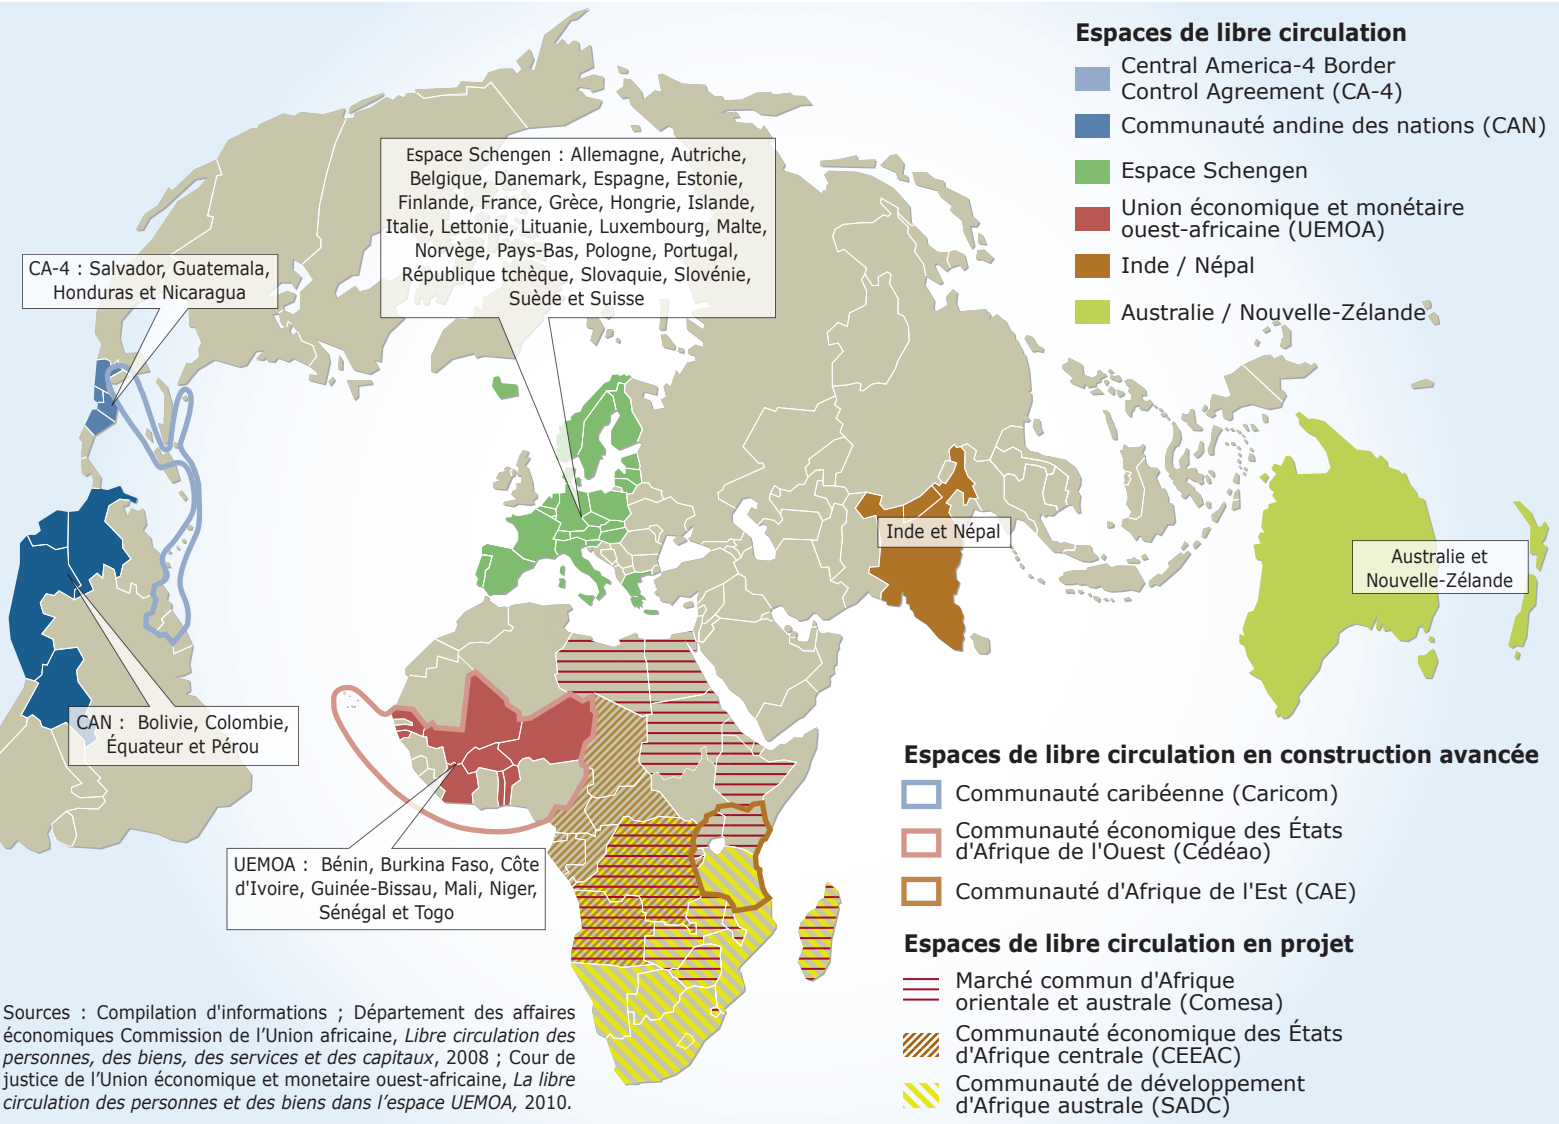 Espaces de libre circulation
Central America-4 Border
Control Agreement (CA-4)
Communauté andine des nations (CAN)
Espace Schengen
Union économique et monétaire
ouest-africaine (UEMOA)
Inde / Népal
Australie / Nouvelle-Zélande
Espace Schengen : Allemagne, Autriche,
Belgique, Danemark, Espagne, Estonie,
Finlande, France, Grèce, Hongrie, Islande,
Italie, Lettonie, Lituanie, Luxembourg, Malte,
Norvège, Pays-Bas, Pologne, Portugal,
République tchèque, Slovaquie, Slovénie,
Suède et Suisse
CA-4 : Salvador, Guatemala,
Honduras et Nicaragua
Inde et Népal
Australie et
Nouvelle-Zélande
CAN : Bolivie, Colombie,
Équateur et Pérou
UEMOA : Bénin, Burkina Faso, Côte
d'Ivoire, Guinée-Bissau, Mali, Niger,
Sénégal et Togo
Espaces de libre circulation en construction avancée
Communauté caribéenne (Caricom)
Communauté économique des États
d'Afrique de l'Ouest (Cédéao)
Communauté d'Afrique de l'Est (CAE)
Espaces de libre circulation en projet
Marché commun d'Afrique
orientale et australe (Comesa)
Communauté économique des États
d'Afrique centrale (CEEAC)
Communauté de développement
d'Afrique australe (SADC)
Sources : Compilation d'informations ; Département des affaires
économiques Commission de l'Union africaine, Libre circulation des
personnes, des biens, des services et des capitaux, 2008 ; Cour de
justice de l'Union économique et monetaire ouest-africaine, La libre
circulation des personnes et des biens dans l'espace UEMOA, 2010.